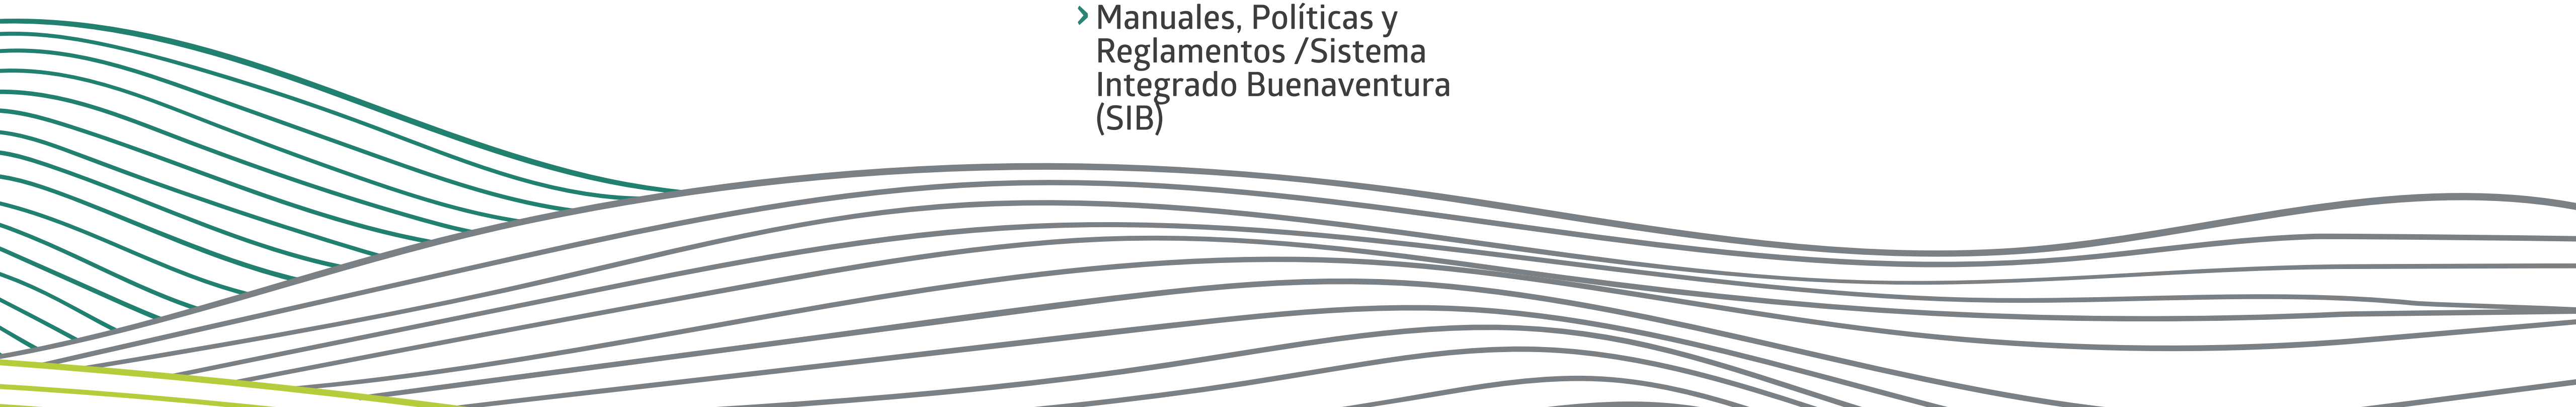 Manuales, Políticas y
Reglamentos /Sistema
Integrado Buenaventura
(SIB)